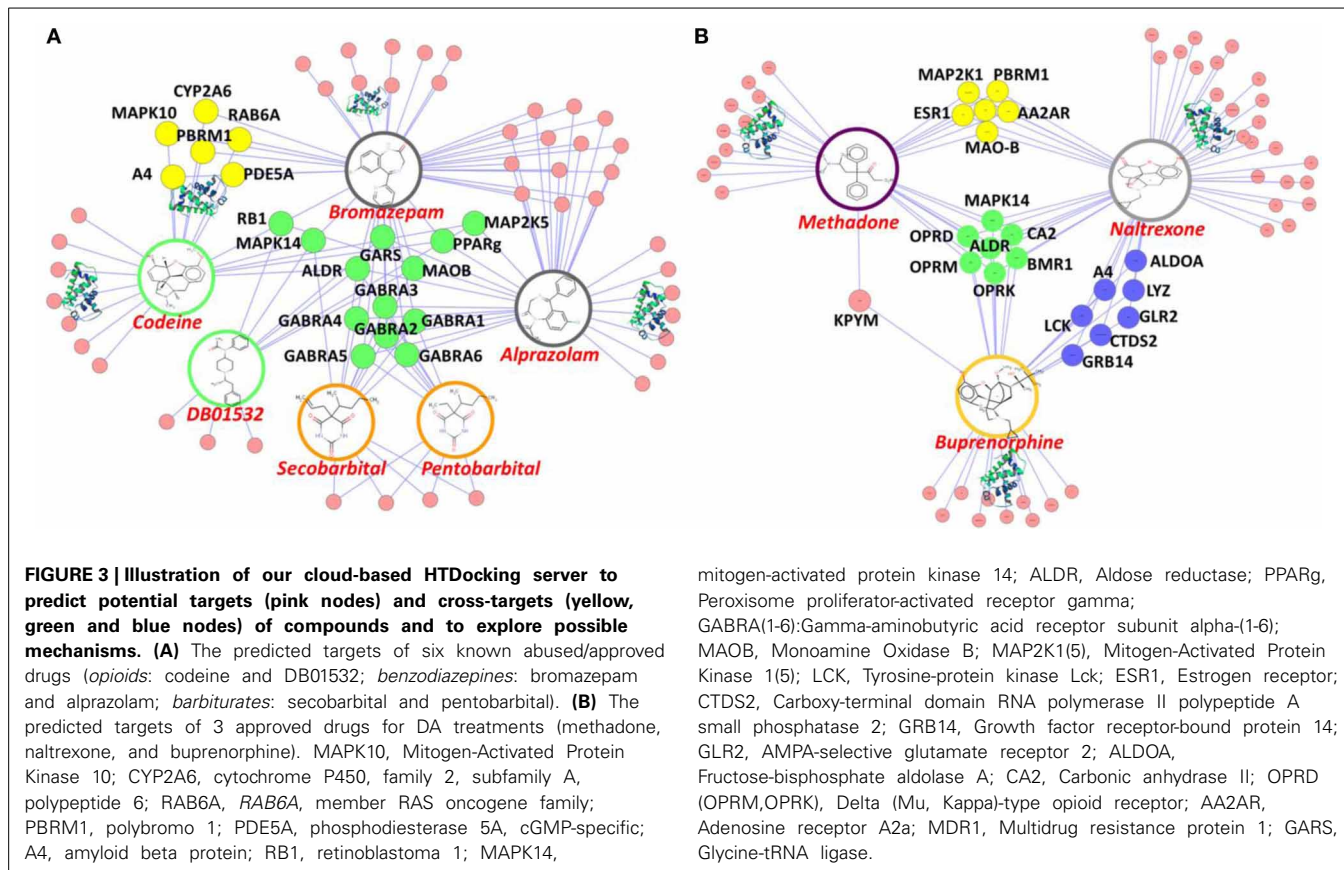 A
CYP2A6
MAPK10
RAB6A
PBRM1
A4
PDE5A
RB1
Bromazepam
MAP2K5
MAPK14
PPARg
GARS
ALDR
MAOB
Codeine
GABRA3
GABRA4
GABRA1
GABRA2
Alprazolam
GABRA5
GABRA6
DB01532
Secobarbital
Pentobarbital
B
MAP2K1
PBRM1
ESR1
AA2AR
MAO-B
Methadone
Naltrexone
MAPK14
OPRD
CA2
ALDR
OPRM
BMR1
OPRK
KPYM
A4
ALDOA
LYZ
LCK
GLR2
CTDS2
GRB14
Buprenorphine
FIGURE 3 | Illustration of our cloud-based HTDocking server to
predict potential targets (pink nodes) and cross-targets (yellow,
green and blue nodes) of compounds and to explore possible
mechanisms. (A) The predicted targets of six known abused/approved
drugs (opioids: codeine and DB01532; benzodiazepines: bromazepam
and alprazolam; barbiturates: secobarbital and pentobarbital). (B) The
predicted targets of 3 approved drugs for DA treatments (methadone,
naltrexone, and buprenorphine). MAPK10, Mitogen-Activated Protein
Kinase 10; CYP2A6, cytochrome P450, family 2, subfamily A,
polypeptide 6; RAB6A, RAB6A, member RAS oncogene family;
PBRM1, polybromo 1; PDE5A, phosphodiesterase 5A, cGMP-specific;
A4, amyloid beta protein; RB1, retinoblastoma 1; MAPK14,
mitogen-activated protein kinase 14; ALDR, Aldose reductase; PPARg,
Peroxisome proliferator-activated receptor gamma;
GABRA(1-6):Gamma-aminobutyric acid receptor subunit alpha-(1-6);
MAOB, Monoamine Oxidase B; MAP2K1(5), Mitogen-Activated Protein
Kinase 1(5); LCK, Tyrosine-protein kinase Lck; ESR1, Estrogen receptor;
CTDS2, Carboxy-terminal domain RNA polymerase II polypeptide A
small phosphatase 2; GRB14, Growth factor receptor-bound protein 14;
GLR2, AMPA-selective glutamate receptor 2; ALDOA,
Fructose-bisphosphate aldolase A; CA2, Carbonic anhydrase II; OPRD
(OPRM,OPRK), Delta (Mu, Kappa)-type opioid receptor; AA2AR,
Adenosine receptor A2a; MDR1, Multidrug resistance protein 1; GARS,
Glycine-tRNA ligase.